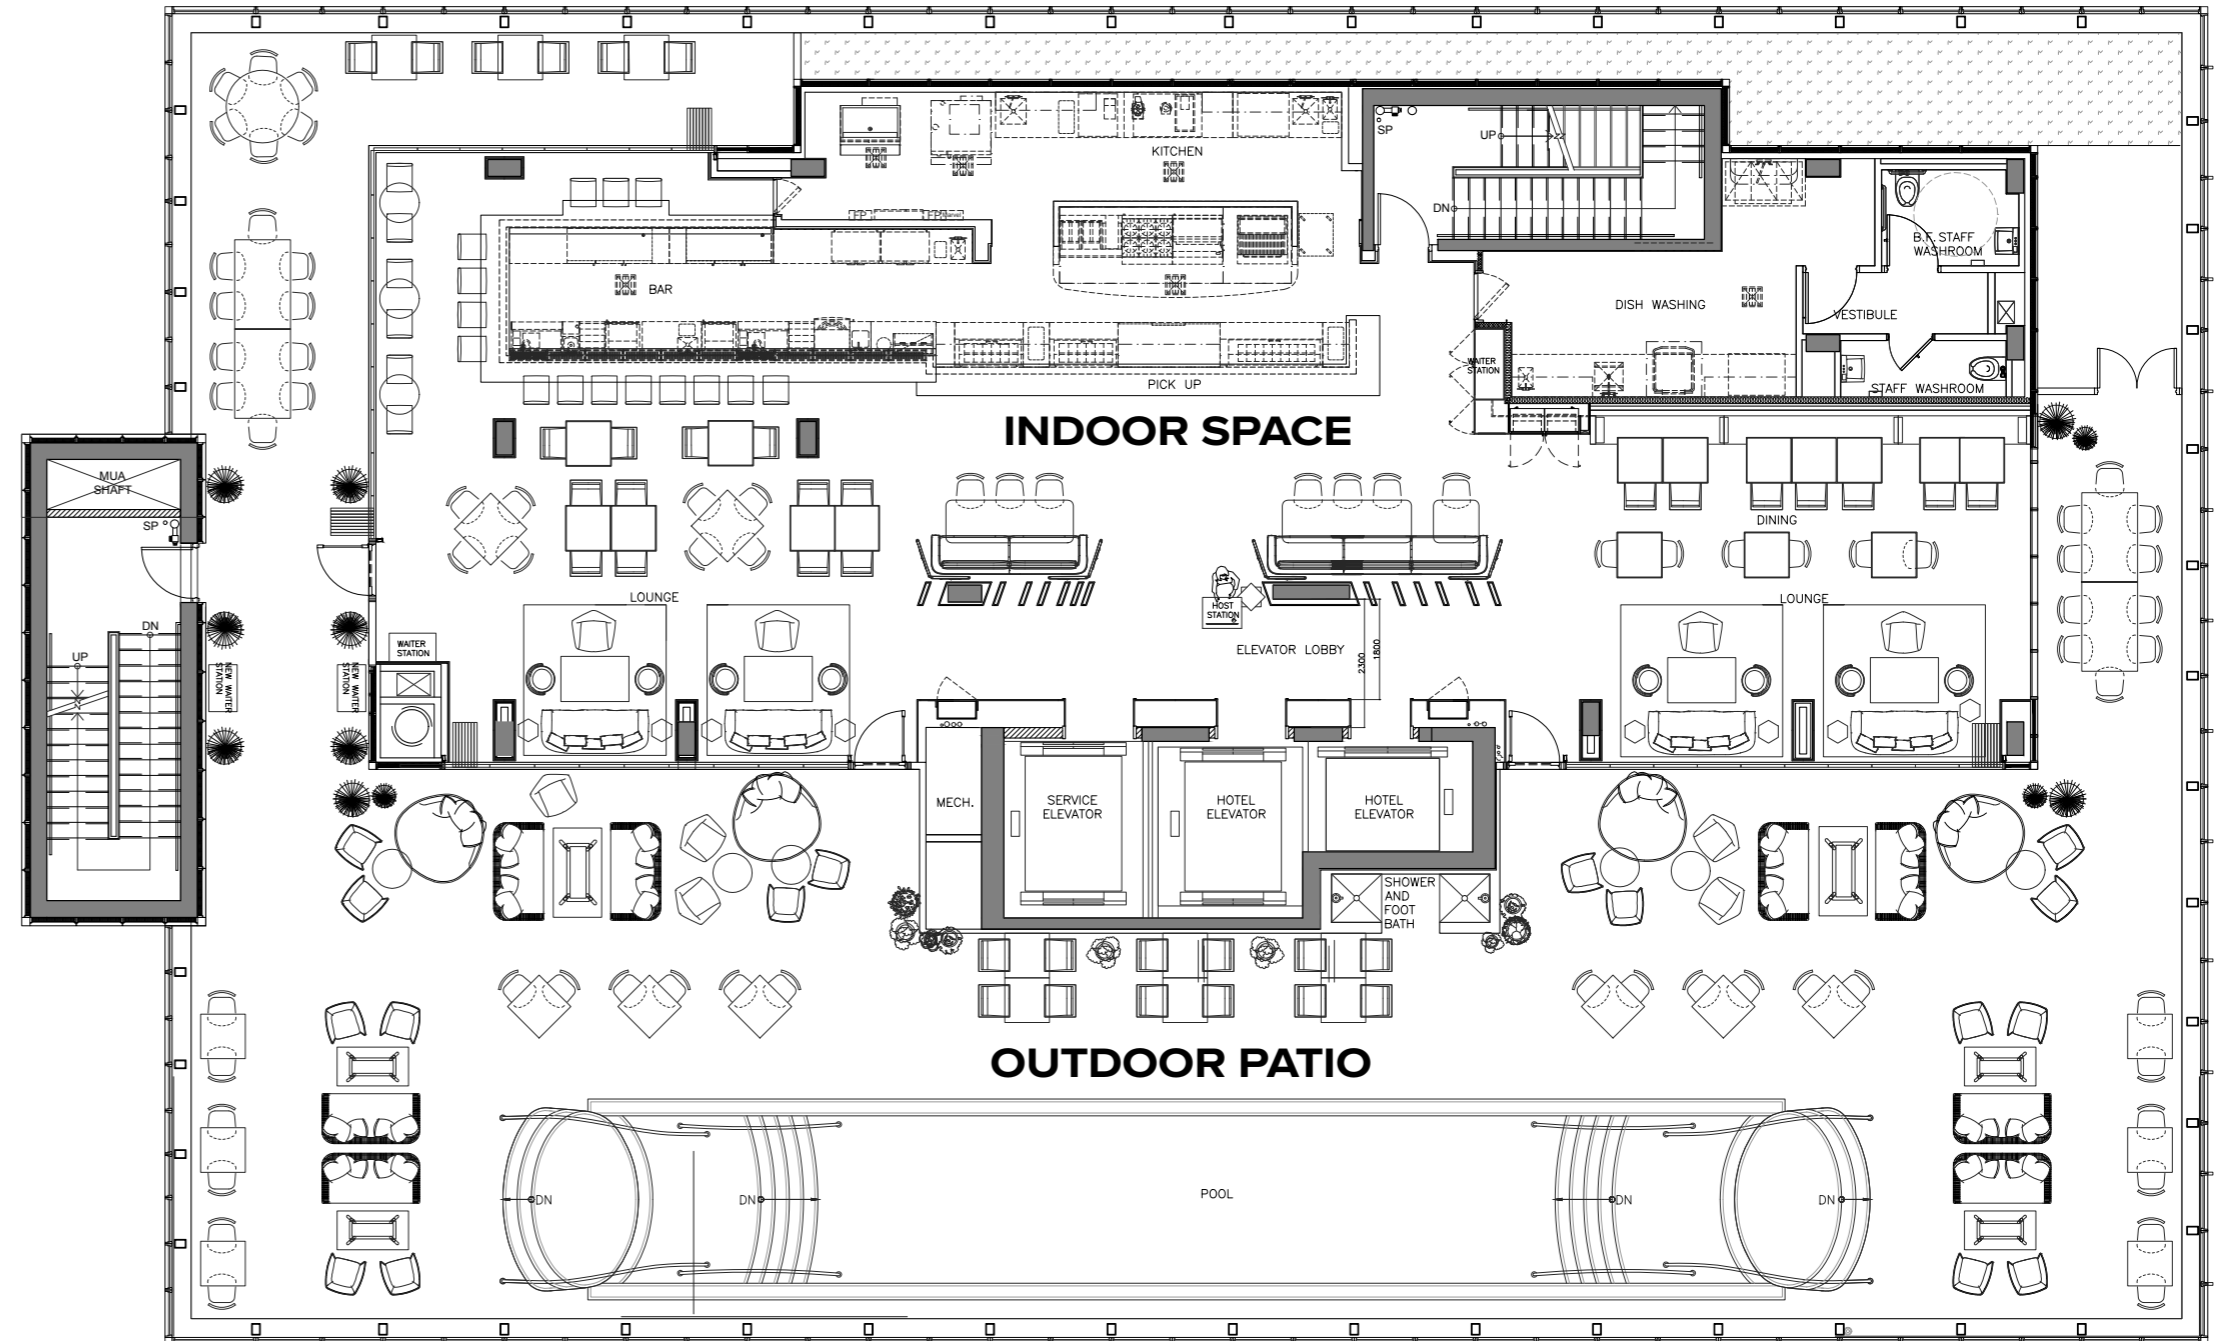 SP
UP
KITCHEN
DN
FP
FP
B.F. STAFF
WASHROOM
BAR
DISH WASHING
VESTIBULE
WAITER
STATION
PICK UP
STAFF WASHROOM
INDOOR SPACE
MUA
SHAFT
SP
DINING
LOUNGE
LOUNGE
HOST
STATION
DN
UP
WAITER
STATION
ELEVATOR LOBBY
2300
1800
NEW WATER
STATION
NEW WATER
STATION
MECH.
SERVICE
ELEVATOR
HOTEL
ELEVATOR
HOTEL
ELEVATOR
SHOWER
AND
FOOT
BATH
OUTDOOR PATIO
POOL
DN
DN
DN
DN